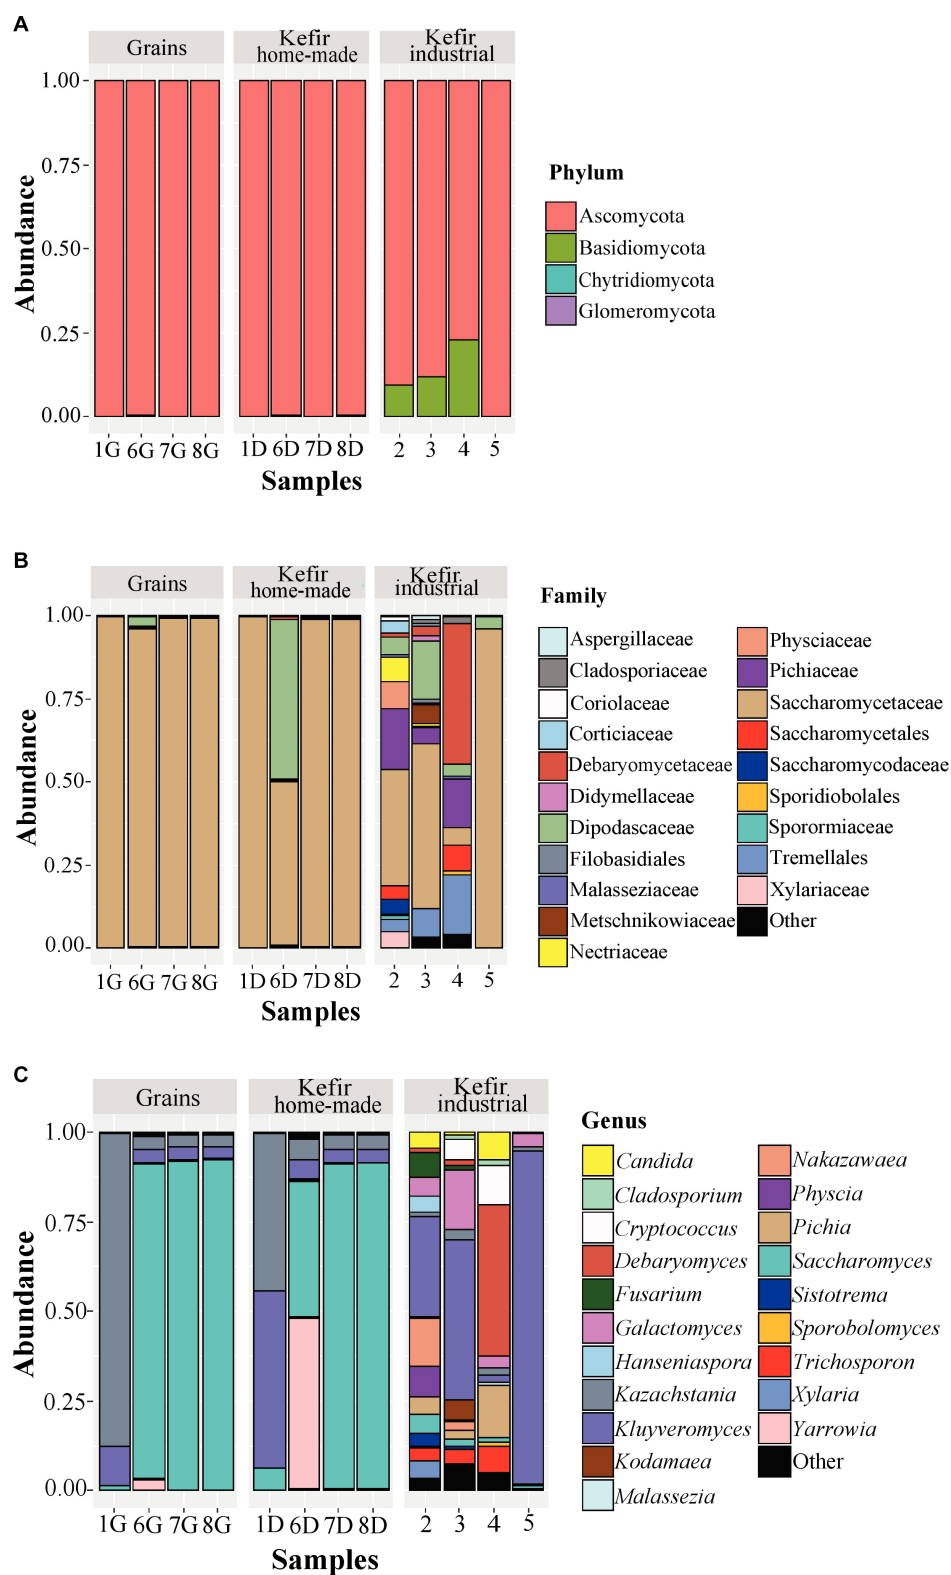 A
Grains
Kefir
home-made
Kefir
industrial
1.00
0.75
0.50
0.25
0.00
Abundance
1G 6G 7G 8G
1D 6D 7D 8D
2 3 4 5
Samples
Phylum
Ascomycota
Basidiomycota
Chytridiomycota
Glomeromycota
B
Grains
Kefir
home-made
Kefir
industrial
1.00
0.75
0.50
0.25
0.00
Abundance
1G 6G 7G 8G
1D 6D 7D 8D
2 3 4 5
Samples
Family
Aspergillaceae
Cladosporiaceae
Coriolaceae
Corticiaceae
Debaryomycetaceae
Didymellaceae
Dipodascaceae
Filobasidiales
Malasseziaceae
Metschnikowiaceae
Nectriaceae
Physciaceae
Pichiaceae
Saccharomycetaceae
Saccharomycetales
Saccharomycodaceae
Sporidiobolales
Sporormiaceae
Tremellales
Xylariaceae
Other
C
Grains
Kefir
home-made
Kefir
industrial
1.00
0.75
0.50
0.25
0.00
Abundance
1G 6G 7G 8G
1D 6D 7D 8D
2 3 4 5
Samples
Genus
Candida
Cladosporium
Cryptococcus
Debaryomyces
Fusarium
Galactomyces
Hanseniaspora
Kazachstania
Kluyveromyces
Kodamaea
Malassezia
Nakazawaea
Physcia
Pichia
Saccharomyces
Sistotrema
Sporobolomyces
Trichosporon
Xylaria
Yarrowia
Other